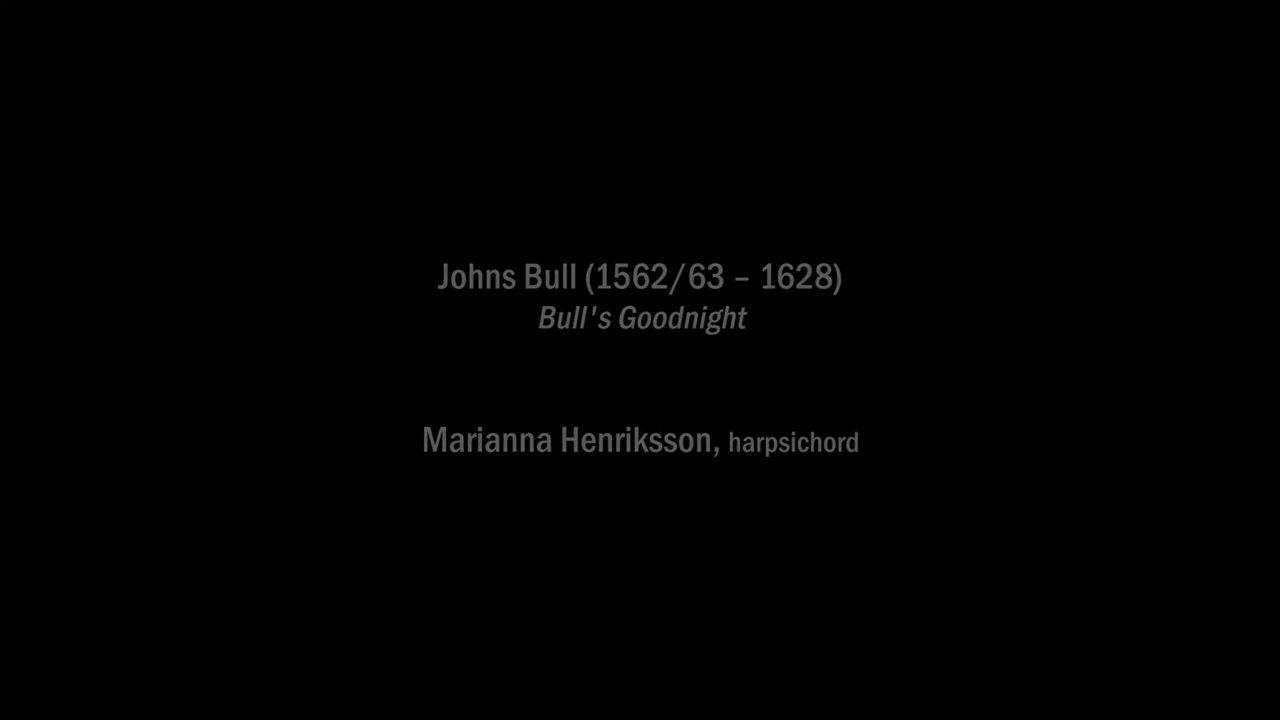 Johns Bull (1562/63 – 1628)
Bull's Goodnight
Marianna Henriksson, harpsichord